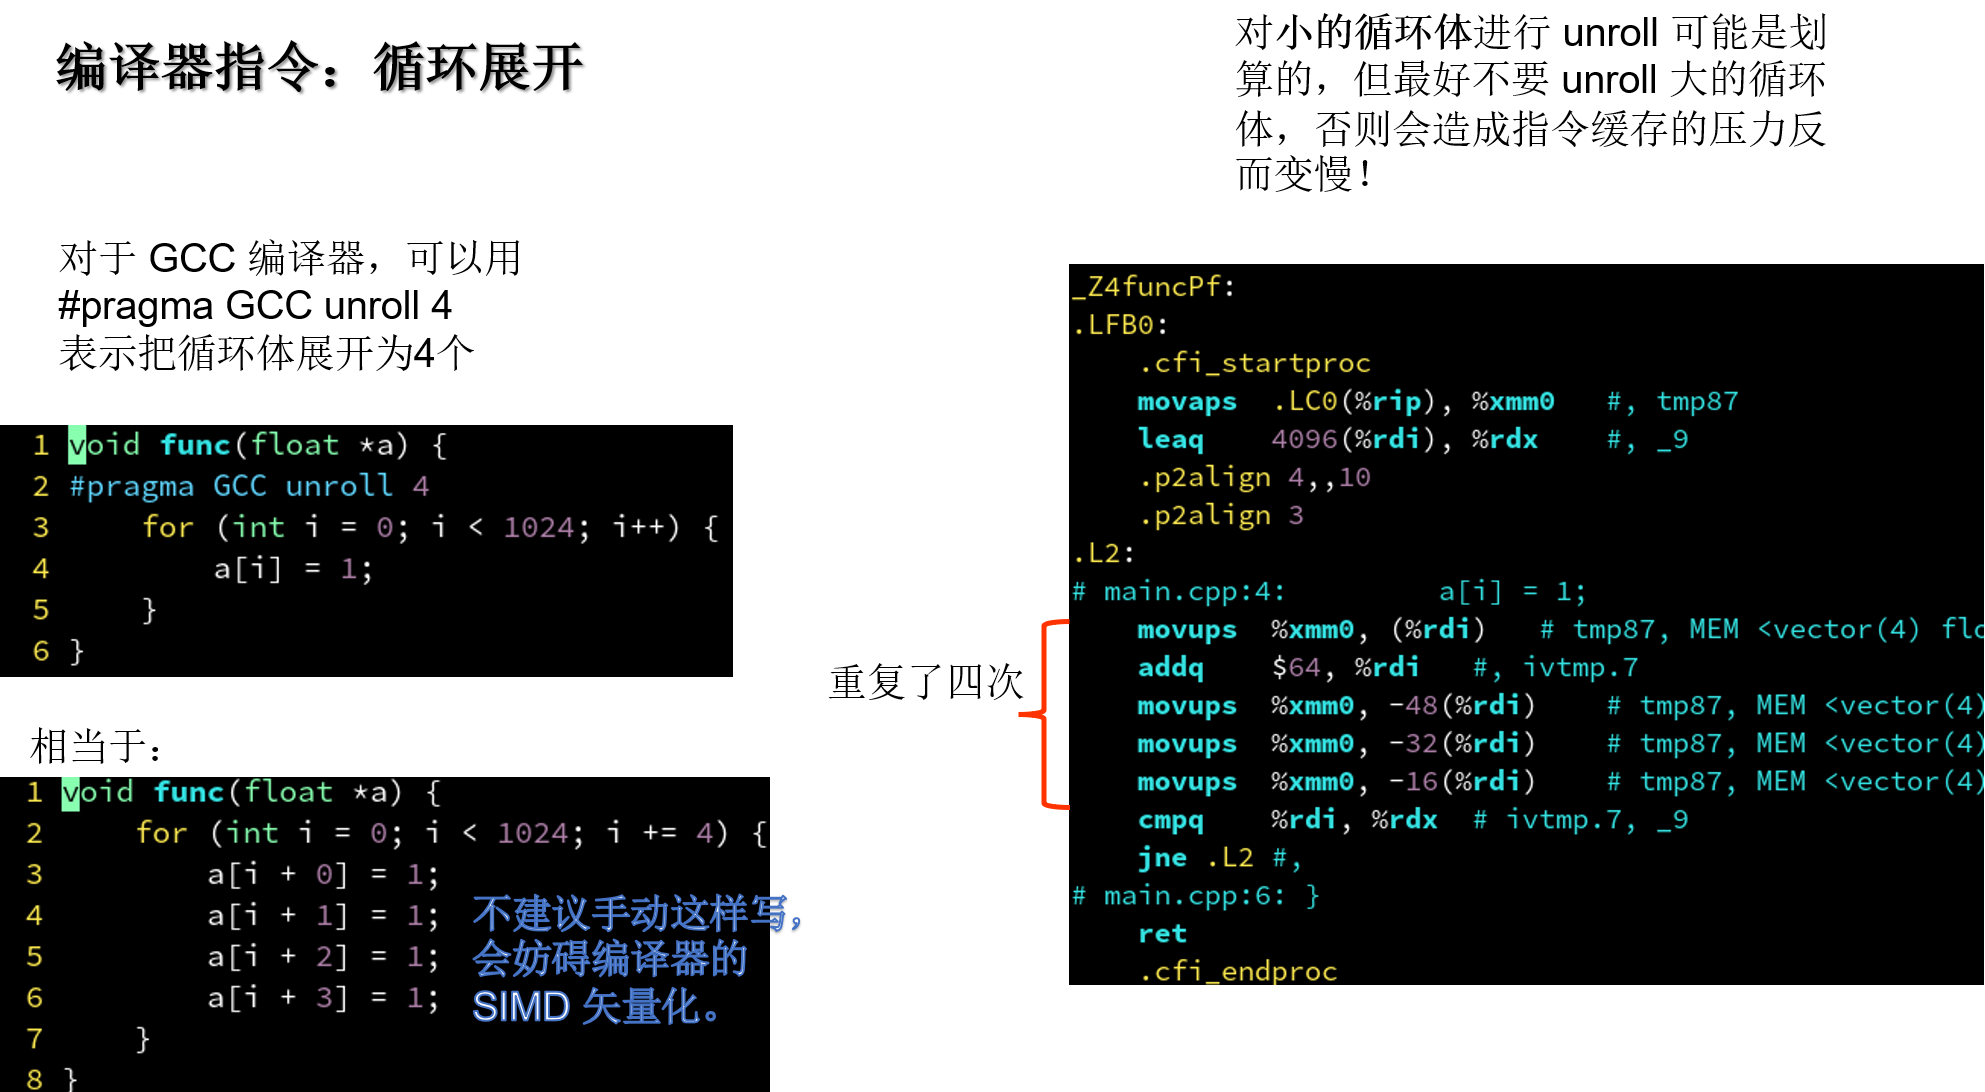 编译器指令：循环展开
对小的循环体进行 unroll 可能是划
算的，但最好不要 unroll 大的循环
体，否则会造成指令缓存的压力反
而变慢！
对于 GCC 编译器，可以用
#pragma GCC unroll 4
表示把循环体展开为4个
1 void func(float *a) {
2 #pragma GCC unroll 4
3     for (int i = 0; i < 1024; i++) {
4         a[i] = 1;
5     }
6 }
相当于：
1 void func(float *a) {
2     for (int i = 0; i < 1024; i += 4) {
3         a[i + 0] = 1;
4         a[i + 1] = 1;
5         a[i + 2] = 1;
6         a[i + 3] = 1;
7     }
8 }
不建议手动这样写，
会妨碍编译器的
SIMD 矢量化。
重复了四次
_Z4funcPf:
.LFB0:
    .cfi_startproc
    movaps  .LC0(%rip), %xmm0   #, tmp87
    leaq    4096(%rdi), %rdx    #, _9
    .p2align 4,,10
    .p2align 3
.L2:
# main.cpp:4:         a[i] = 1;
    movups  %xmm0, (%rdi)   # tmp87, MEM <vector(4) flo
    addq    $64, %rdi   #, ivtmp.7
    movups  %xmm0, -48(%rdi)    # tmp87, MEM <vector(4)
    movups  %xmm0, -32(%rdi)    # tmp87, MEM <vector(4)
    movups  %xmm0, -16(%rdi)    # tmp87, MEM <vector(4)
    cmpq    %rdi, %rdx  # ivtmp.7, _9
    jne .L2 #,
# main.cpp:6: }
    ret
    .cfi_endproc